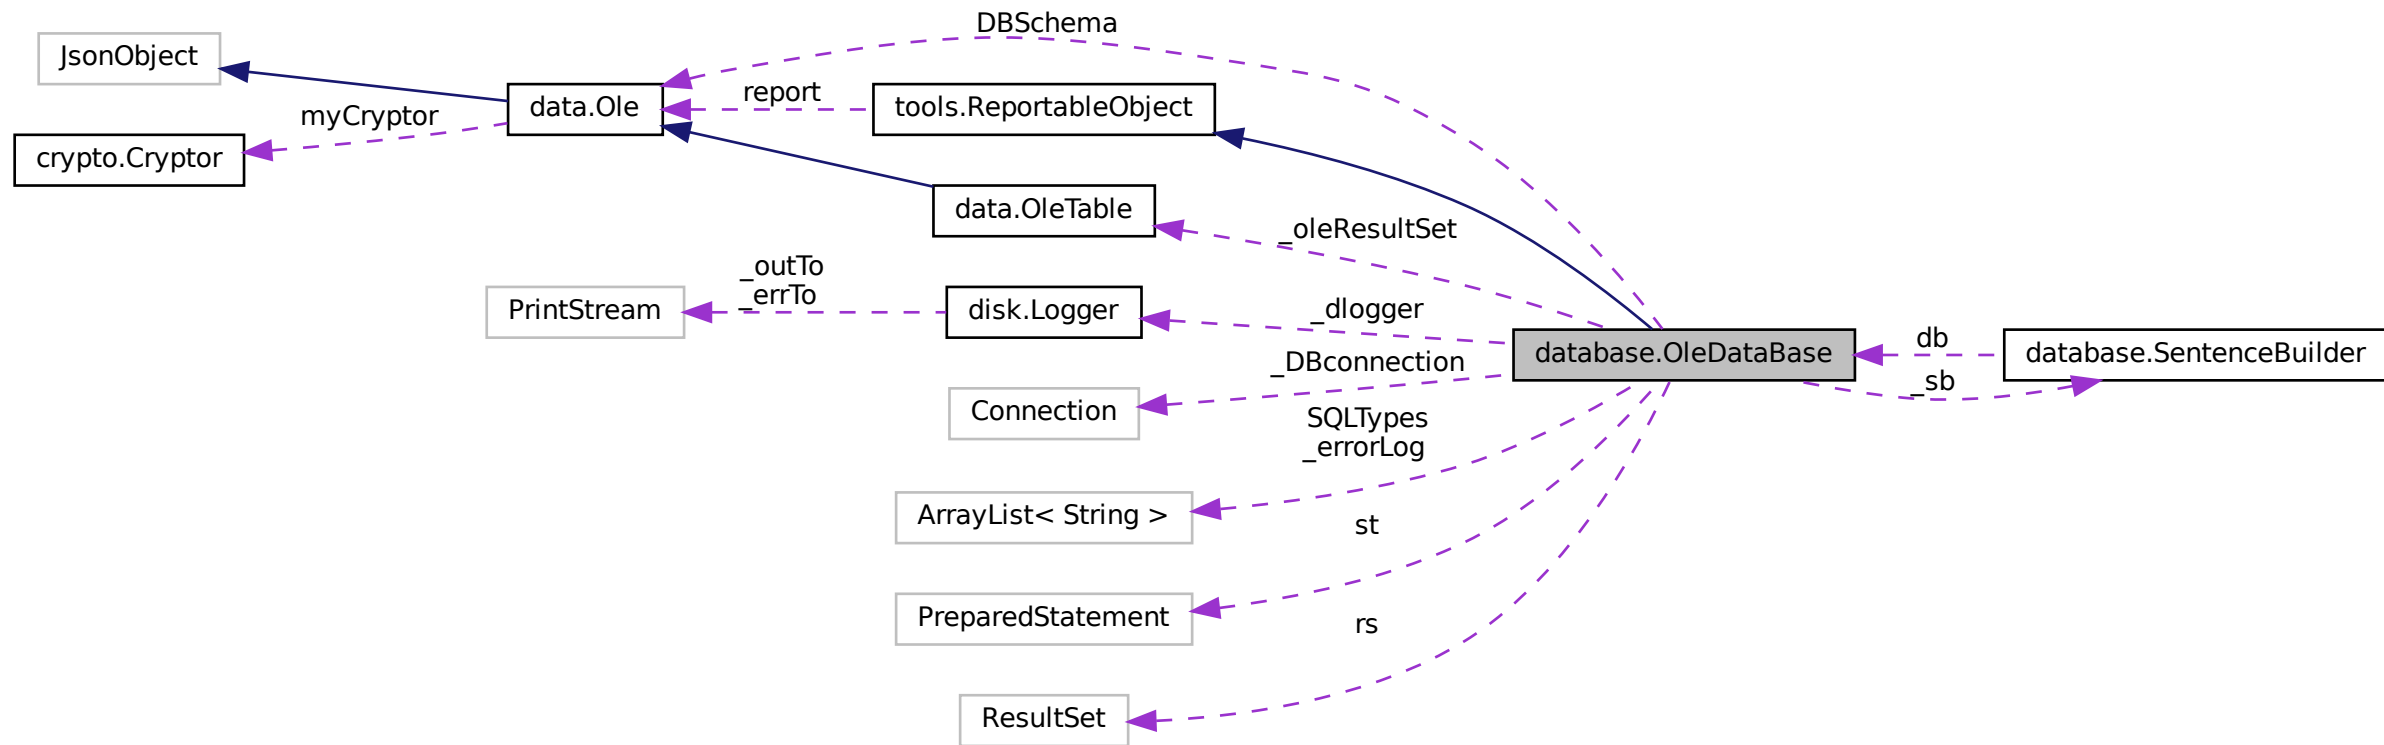 DBSchema
JsonObject
report
data.Ole
tools.ReportableObject
myCryptor
crypto.Cryptor
data.OleTable
_oleResultSet
_outTo
_errTo
PrintStream
disk.Logger
_dlogger
db
database.OleDataBase
database.SentenceBuilder
_DBconnection
_sb
Connection
SQLTypes
_errorLog
ArrayList< String >
st
PreparedStatement
rs
ResultSet